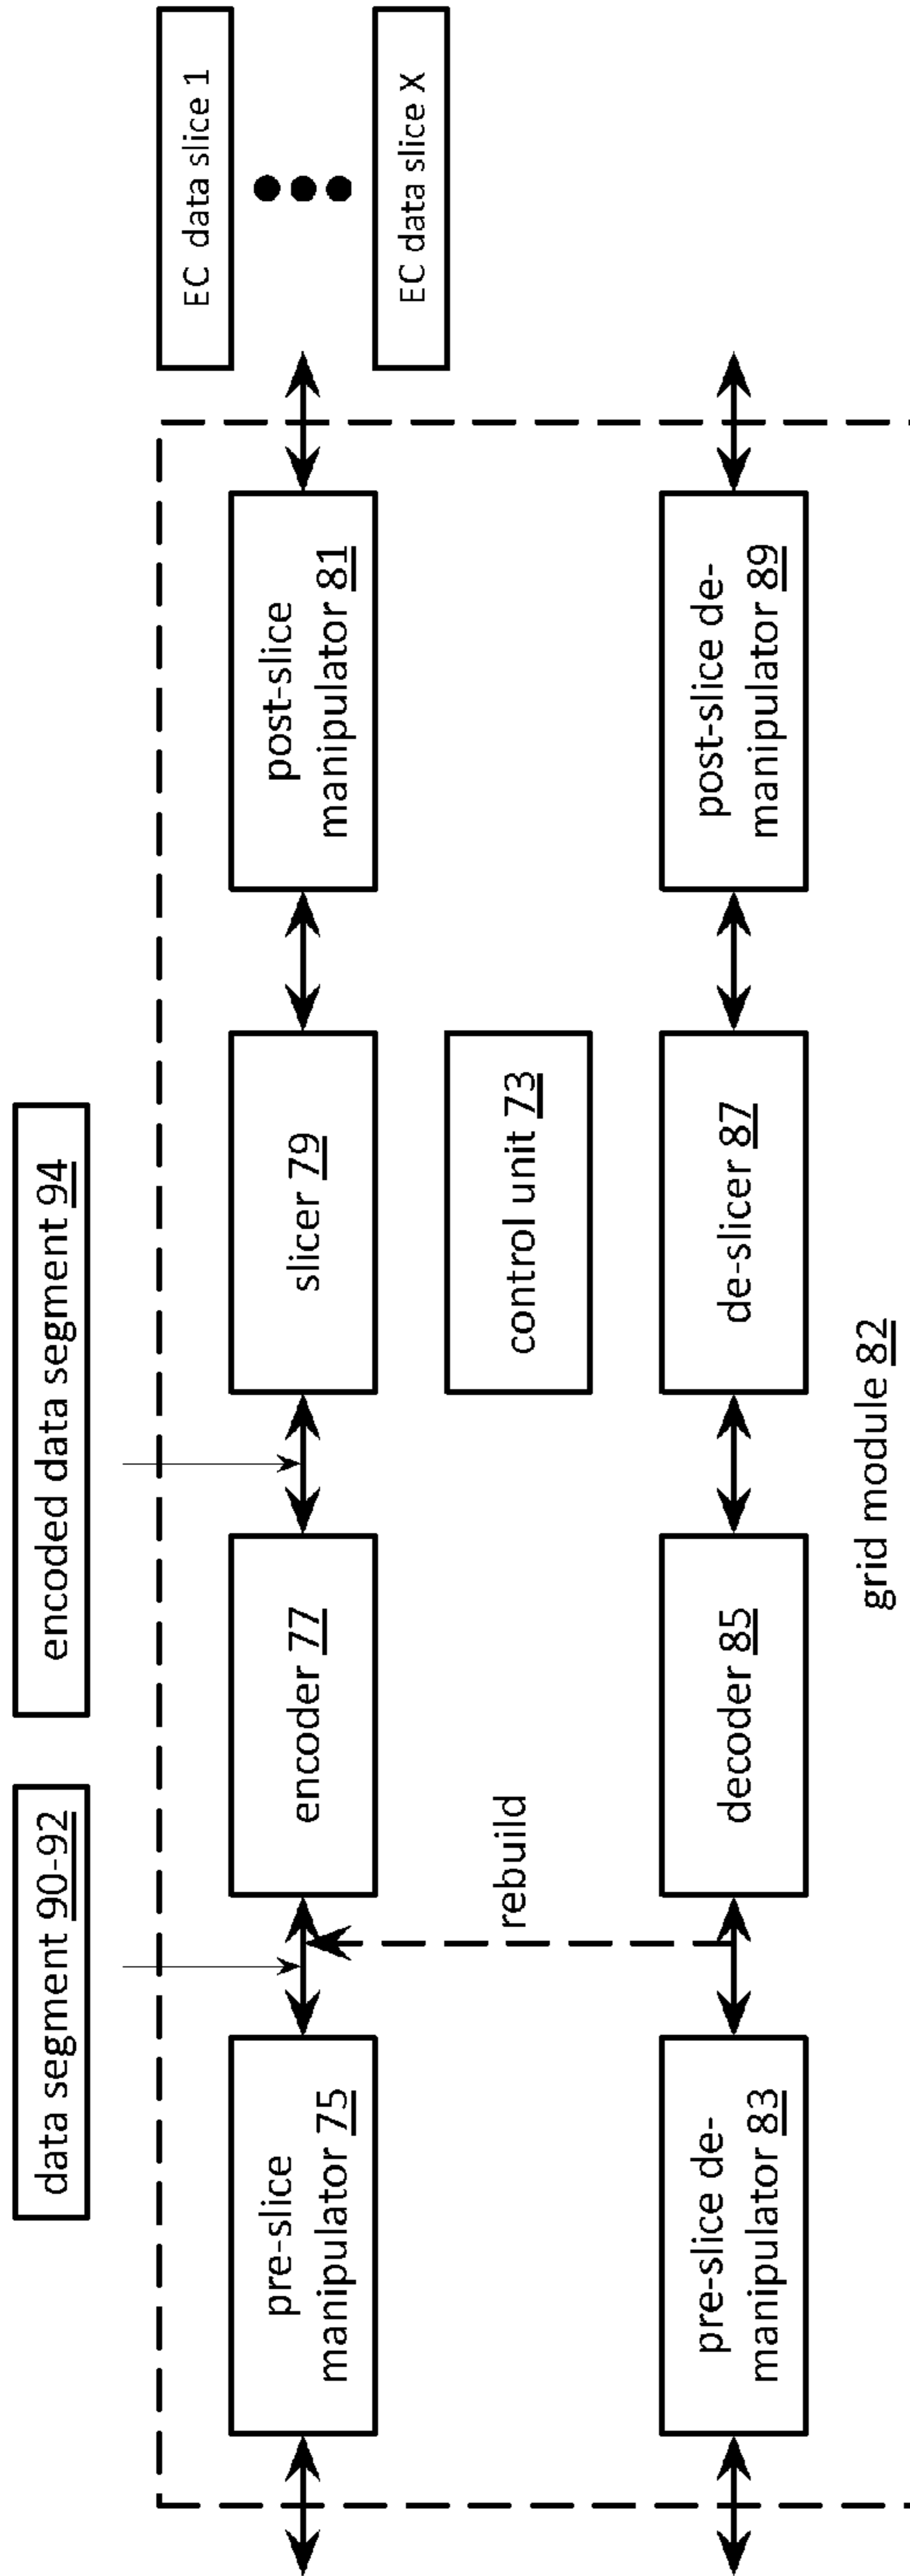 data segment 90-92
encoded data segment 94
pre-slice
manipulator 75
encoder 77
slicer 79
post-slice
manipulator 81
EC data slice 1
EC data slice X
rebuild
control unit 73
pre-slice de-
manipulator 83
decoder 85
de-slicer 87
post-slice de-
manipulator 89
grid module 82